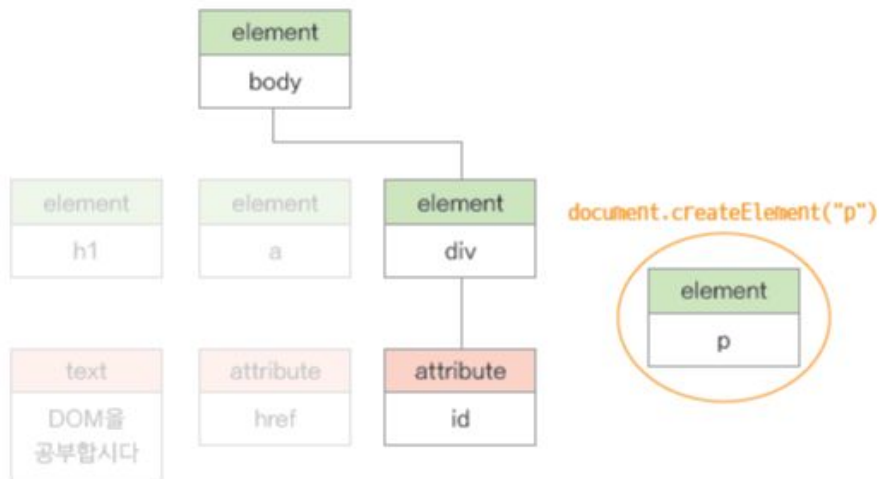 element
body
element
h1
element
a
element
div
document.createElement("p")
element
p
text
DOM을
공부합시다
attribute
href
attribute
id